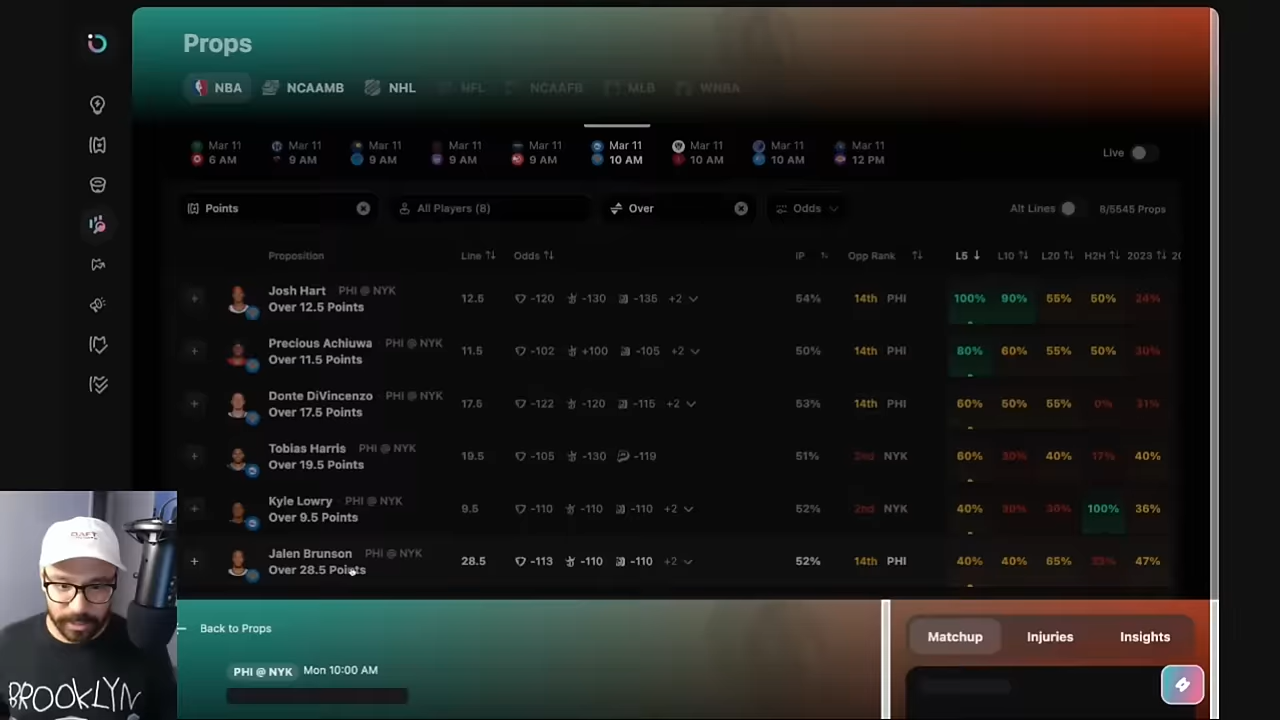 Props
NBA NCAAMB NHL NFL NCAAFB MLB WNBA
Mar 11 Mar 11 Mar 11 Mar 11 Mar 11 Mar 11 Mar 11 Mar 11 Mar 11
6 AM 9 AM 9 AM 9 AM 9 AM 10 AM 10 AM 10 AM 12 PM
Live
Points All Players (8) Over Odds Alt Lines 8/5545 Props
Proposition Line Odds IP Opp Rank L5 L10 L20 H2H 2023 20
Josh Hart PHI @ NYK
Over 12.5 Points
12.5 -120 -130 -135 +2 54% 14th PHI 100% 90% 55% 50% 24%
Precious Achiuwa PHI @ NYK
Over 11.5 Points
11.5 -102 +100 -105 +2 50% 14th PHI 80% 60% 55% 50% 30%
Donte DiVincenzo PHI @ NYK
Over 17.5 Points
17.5 -122 -120 -115 +2 53% 14th PHI 60% 50% 55% 0% 31%
Tobias Harris PHI @ NYK
Over 19.5 Points
19.5 -105 -130 -119 51% 2nd NYK 60% 30% 40% 17% 40%
Kyle Lowry PHI @ NYK
Over 9.5 Points
9.5 -110 -110 -110 +2 52% 2nd NYK 40% 30% 30% 100% 36%
Jalen Brunson PHI @ NYK
Over 28.5 Points
28.5 -113 -110 -110 +2 52% 14th PHI 40% 40% 65% 33% 47%
Back to Props
PHI @ NYK Mon 10:00 AM
Matchup Injuries Insights
BROOKLYN